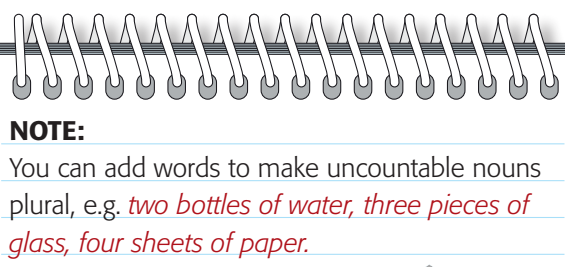 NOTE:
You can add words to make uncountable nouns
plural, e.g. two bottles of water, three pieces of
glass, four sheets of paper.